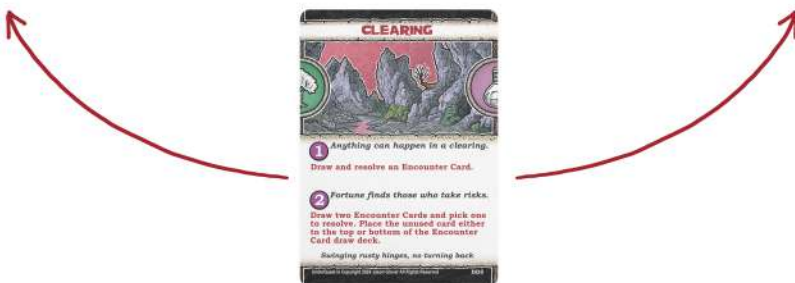 CLEARING
1 Anything can happen in a clearing.
Draw and resolve an Encounter Card.
2 Fortune finds those who take risks.
Draw two Encounter Cards and pick one
to resolve. Place the unused card either
to the top or bottom of the Encounter
Card draw deck.
Swinging rusty hinges, no turning back